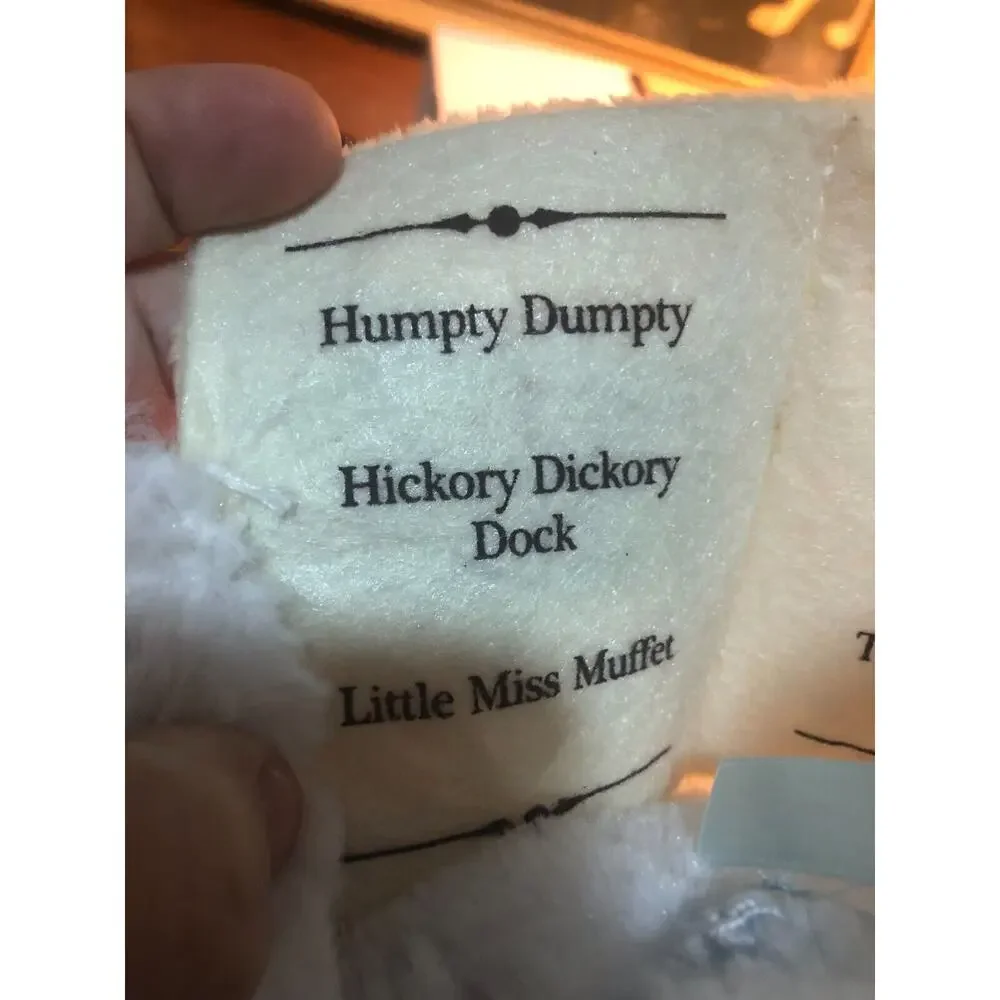 Humpty Dumpty
Hickory Dickory
Dock
Little Miss Muffet